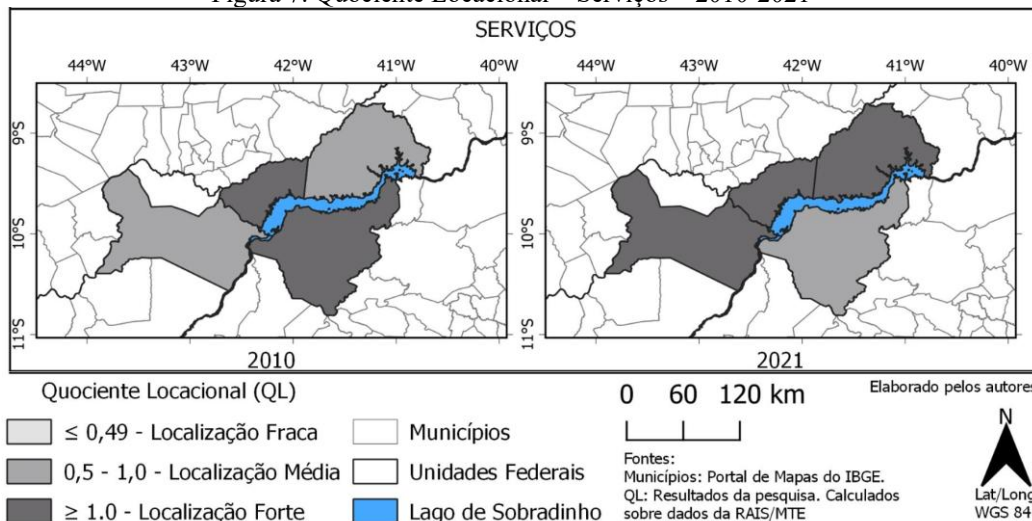 Figura 7: Quociente Locacional – Serviços – 2010-2021
SERVIÇOS
44°W 43°W 42°W 41°W 40°W 44°W 43°W 42°W 41°W 40°W
9°S 9°S
10°S 10°S
11°S 11°S
2010 2021
Quociente Locacional (QL)
≤ 0,49 - Localização Fraca
0,5 - 1,0 - Localização Média
≥ 1.0 - Localização Forte
Municípios
Unidades Federais
Lago de Sobradinho
0 60 120 km
Fontes:
Municípios: Portal de Mapas do IBGE.
QL: Resultados da pesquisa. Calculados
sobre dados da RAIS/MTE
Elaborado pelos autores
N
Lat/Long
WGS 84